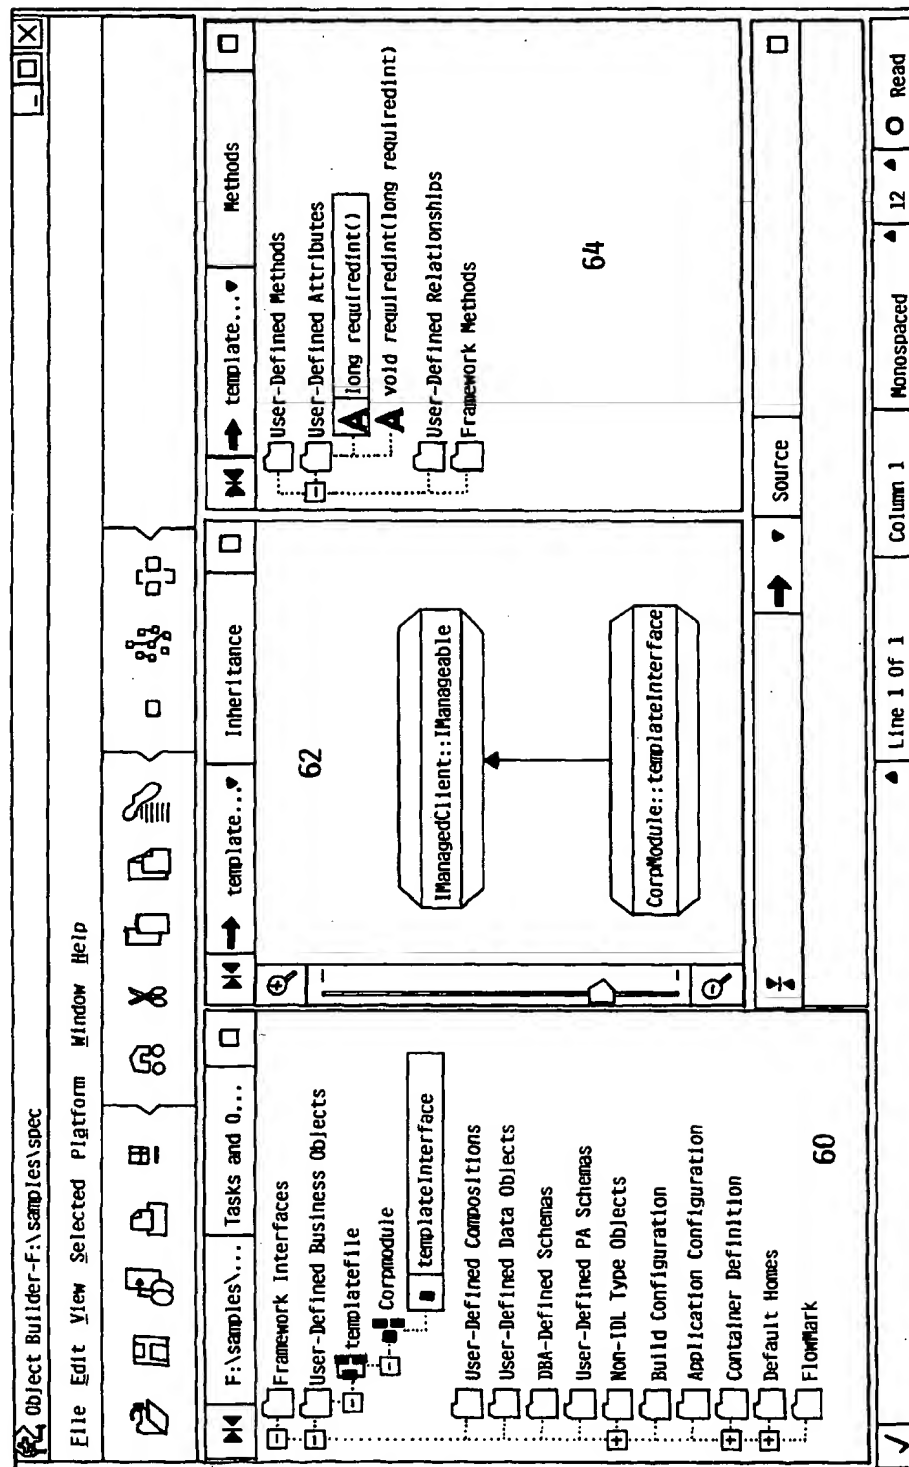 Object Builder-F:\samples\spec
File Edit View Selected Platform Window Help
F:\samples\... Tasks and O...
Framework Interfaces
User-Defined Business Objects
templatefile
Corpmodule
templateInterface
User-Defined Compositions
User-Defined Data Objects
DBA-Defined Schemas
User-Defined PA Schemas
Non-IDL Type Objects
Build Configuration
Application Configuration
Container Definition
Default Homes
FlowMark
60
template... Inheritance
62
IManagedClient::IManageable
CorpModule::templateInterface
template... Methods
User-Defined Methods
User-Defined Attributes
A long requiredint()
A void requiredint(long requiredint)
User-Defined Relationships
Framework Methods
64
Source
Line 1 Of 1 Column 1 Monospaced 12 Read